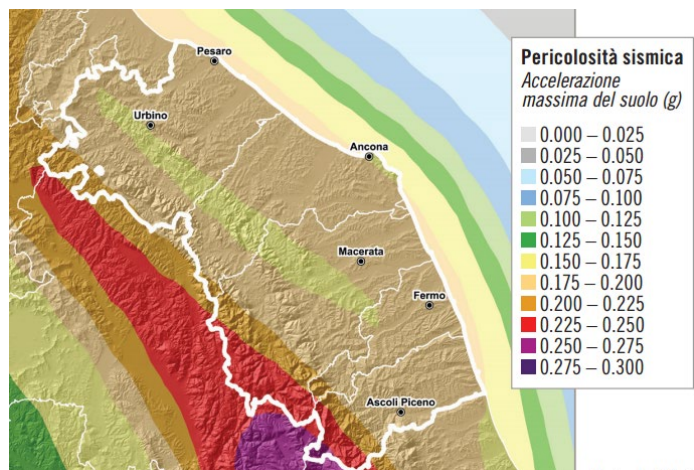 Pesaro
Urbino
Ancona
Macerata
Fermo
Ascoli Piceno
Pericolosità sismica
Accelerazione
massima del suolo (g)
0.000 – 0.025
0.025 – 0.050
0.050 – 0.075
0.075 – 0.100
0.100 – 0.125
0.125 – 0.150
0.150 – 0.175
0.175 – 0.200
0.200 – 0.225
0.225 – 0.250
0.250 – 0.275
0.275 – 0.300